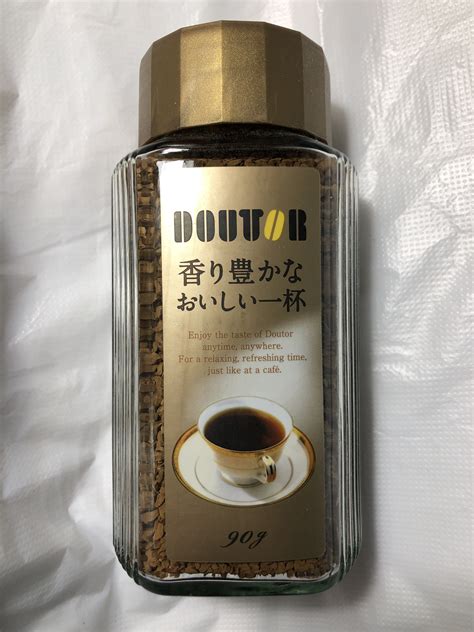 DOUTOR
香り豊かな
おいしい一杯
Enjoy the taste of Doutor
anytime, anywhere.
For a relaxing, refreshing time,
just like at a café.
90g